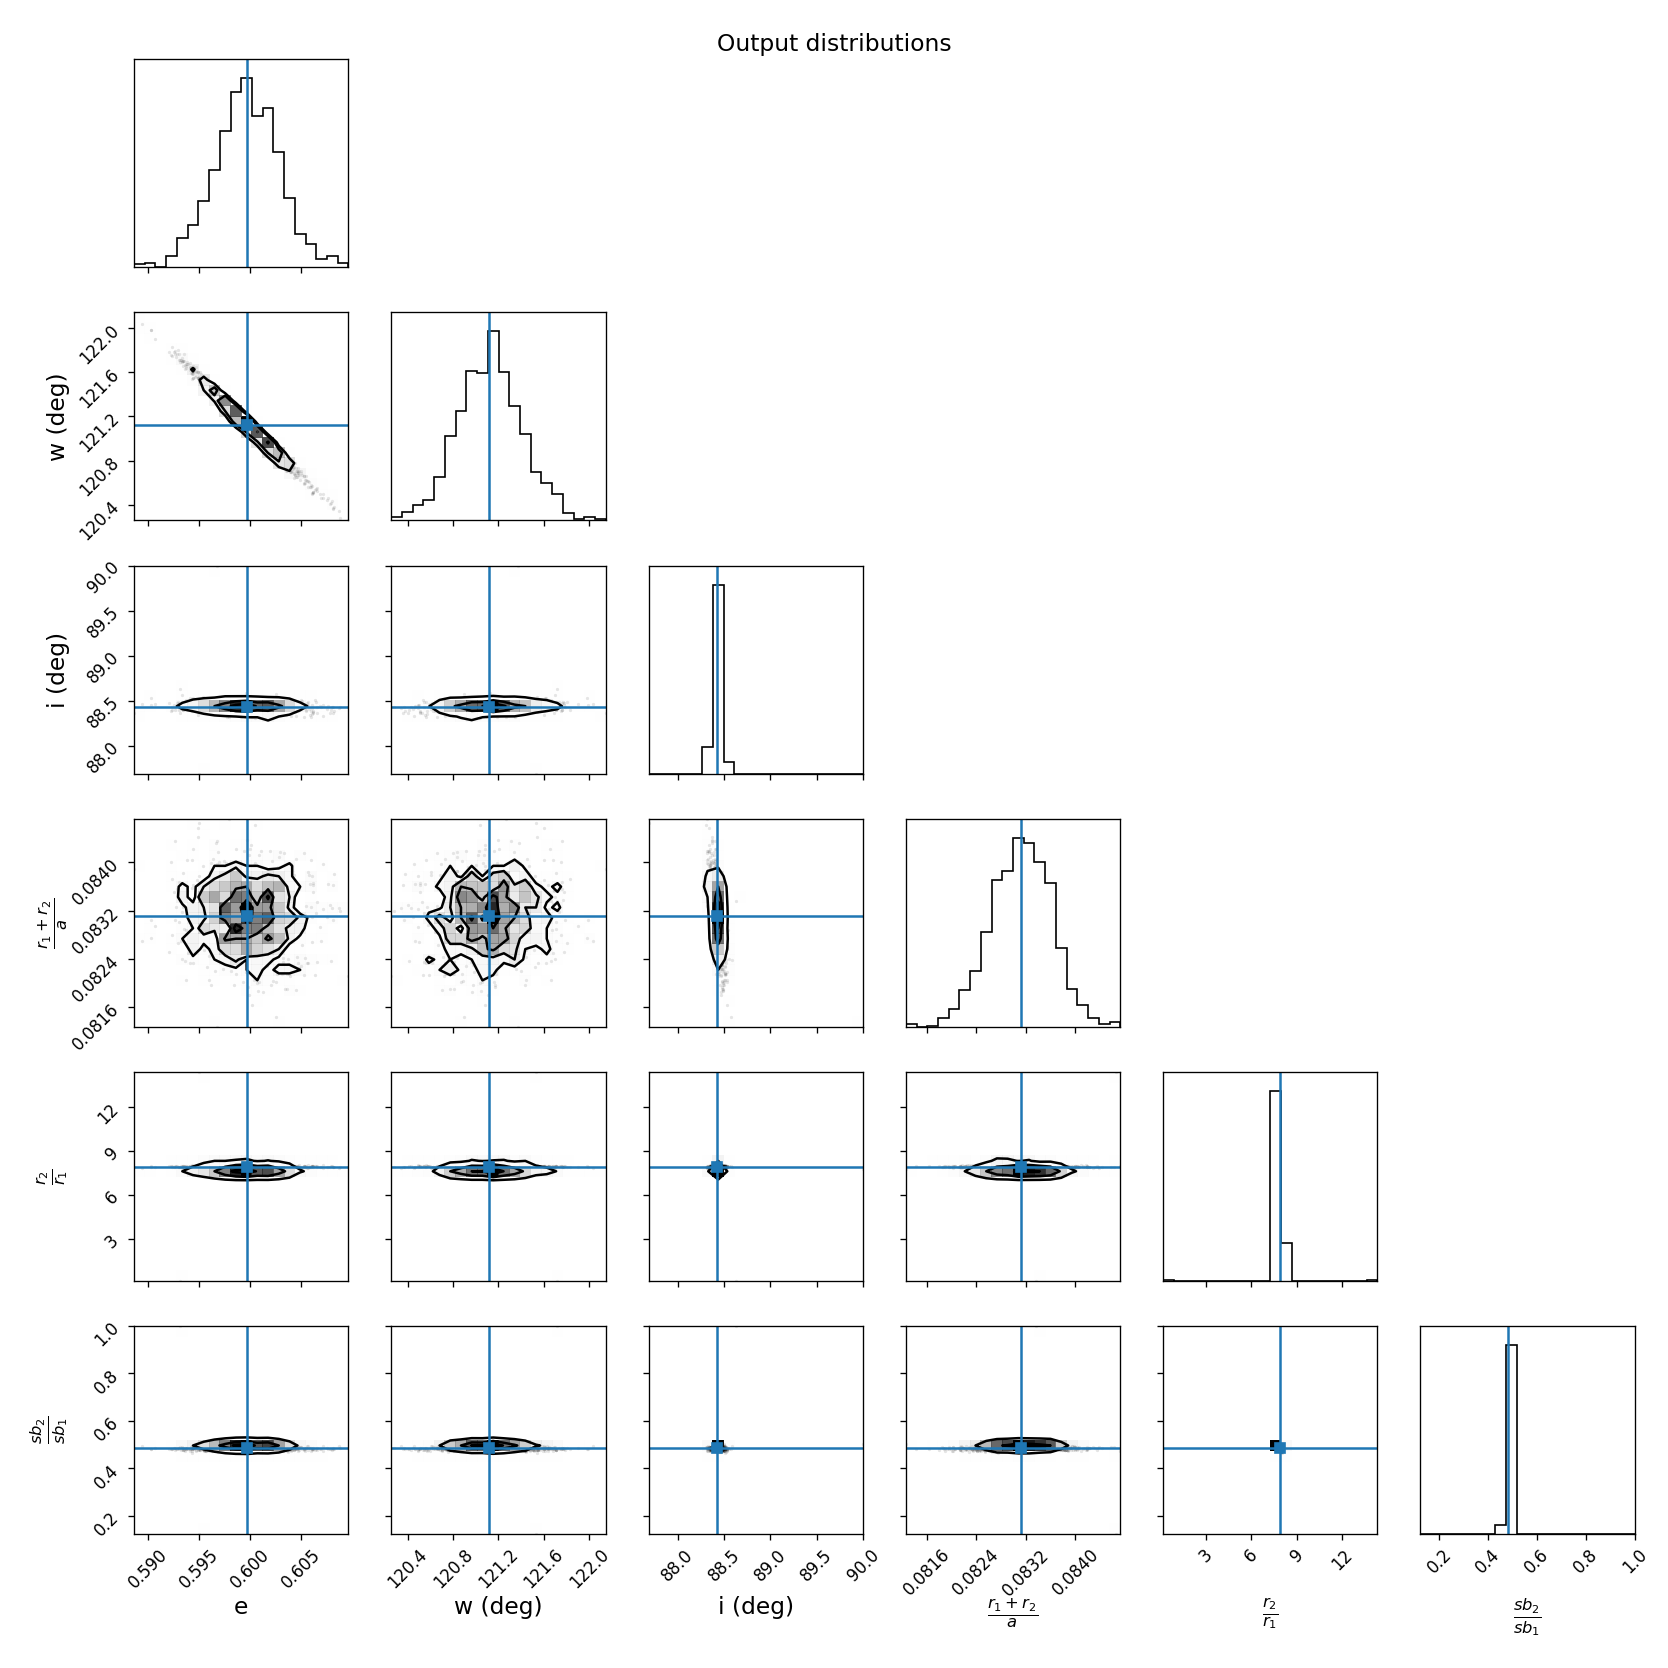 Output distributions
w (deg)
122.0
121.6
121.2
120.8
120.4
i (deg)
90.0
89.5
89.0
88.5
88.0
r₁ + r₂
a
0.0840
0.0832
0.0824
0.0816
r₂
r₁
12
9
6
3
sb₂
sb₁
1.0
0.8
0.6
0.4
0.2
0.590 0.595 0.600 0.605 120.4 120.8 121.2 121.6 122.0 88.0 88.5 89.0 89.5 90.0 0.0816 0.0824 0.0832 0.0840 3 6 9 12 0.2 0.4 0.6 0.8 1.0
e w (deg) i (deg) r₁ + r₂ r₂ sb₂
a r₁ sb₁